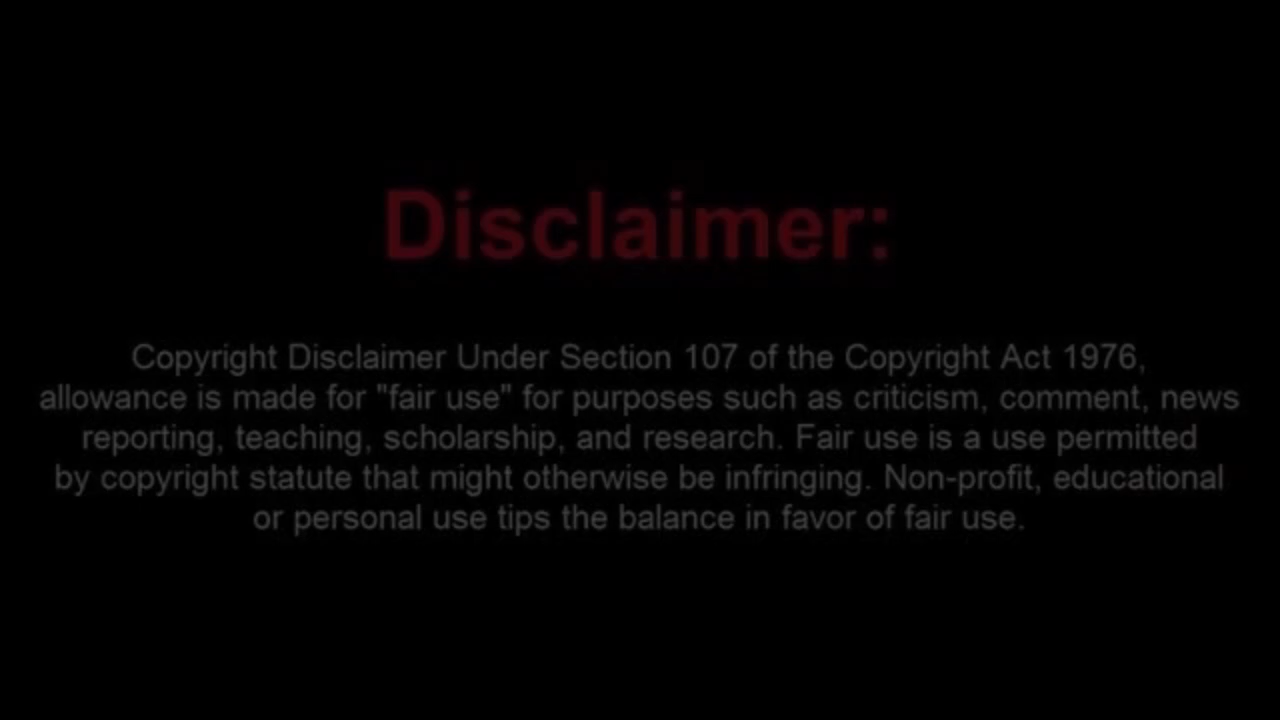 Disclaimer:
Copyright Disclaimer Under Section 107 of the Copyright Act 1976,
allowance is made for "fair use" for purposes such as criticism, comment, news
reporting, teaching, scholarship, and research. Fair use is a use permitted
by copyright statute that might otherwise be infringing. Non-profit, educational
or personal use tips the balance in favor of fair use.